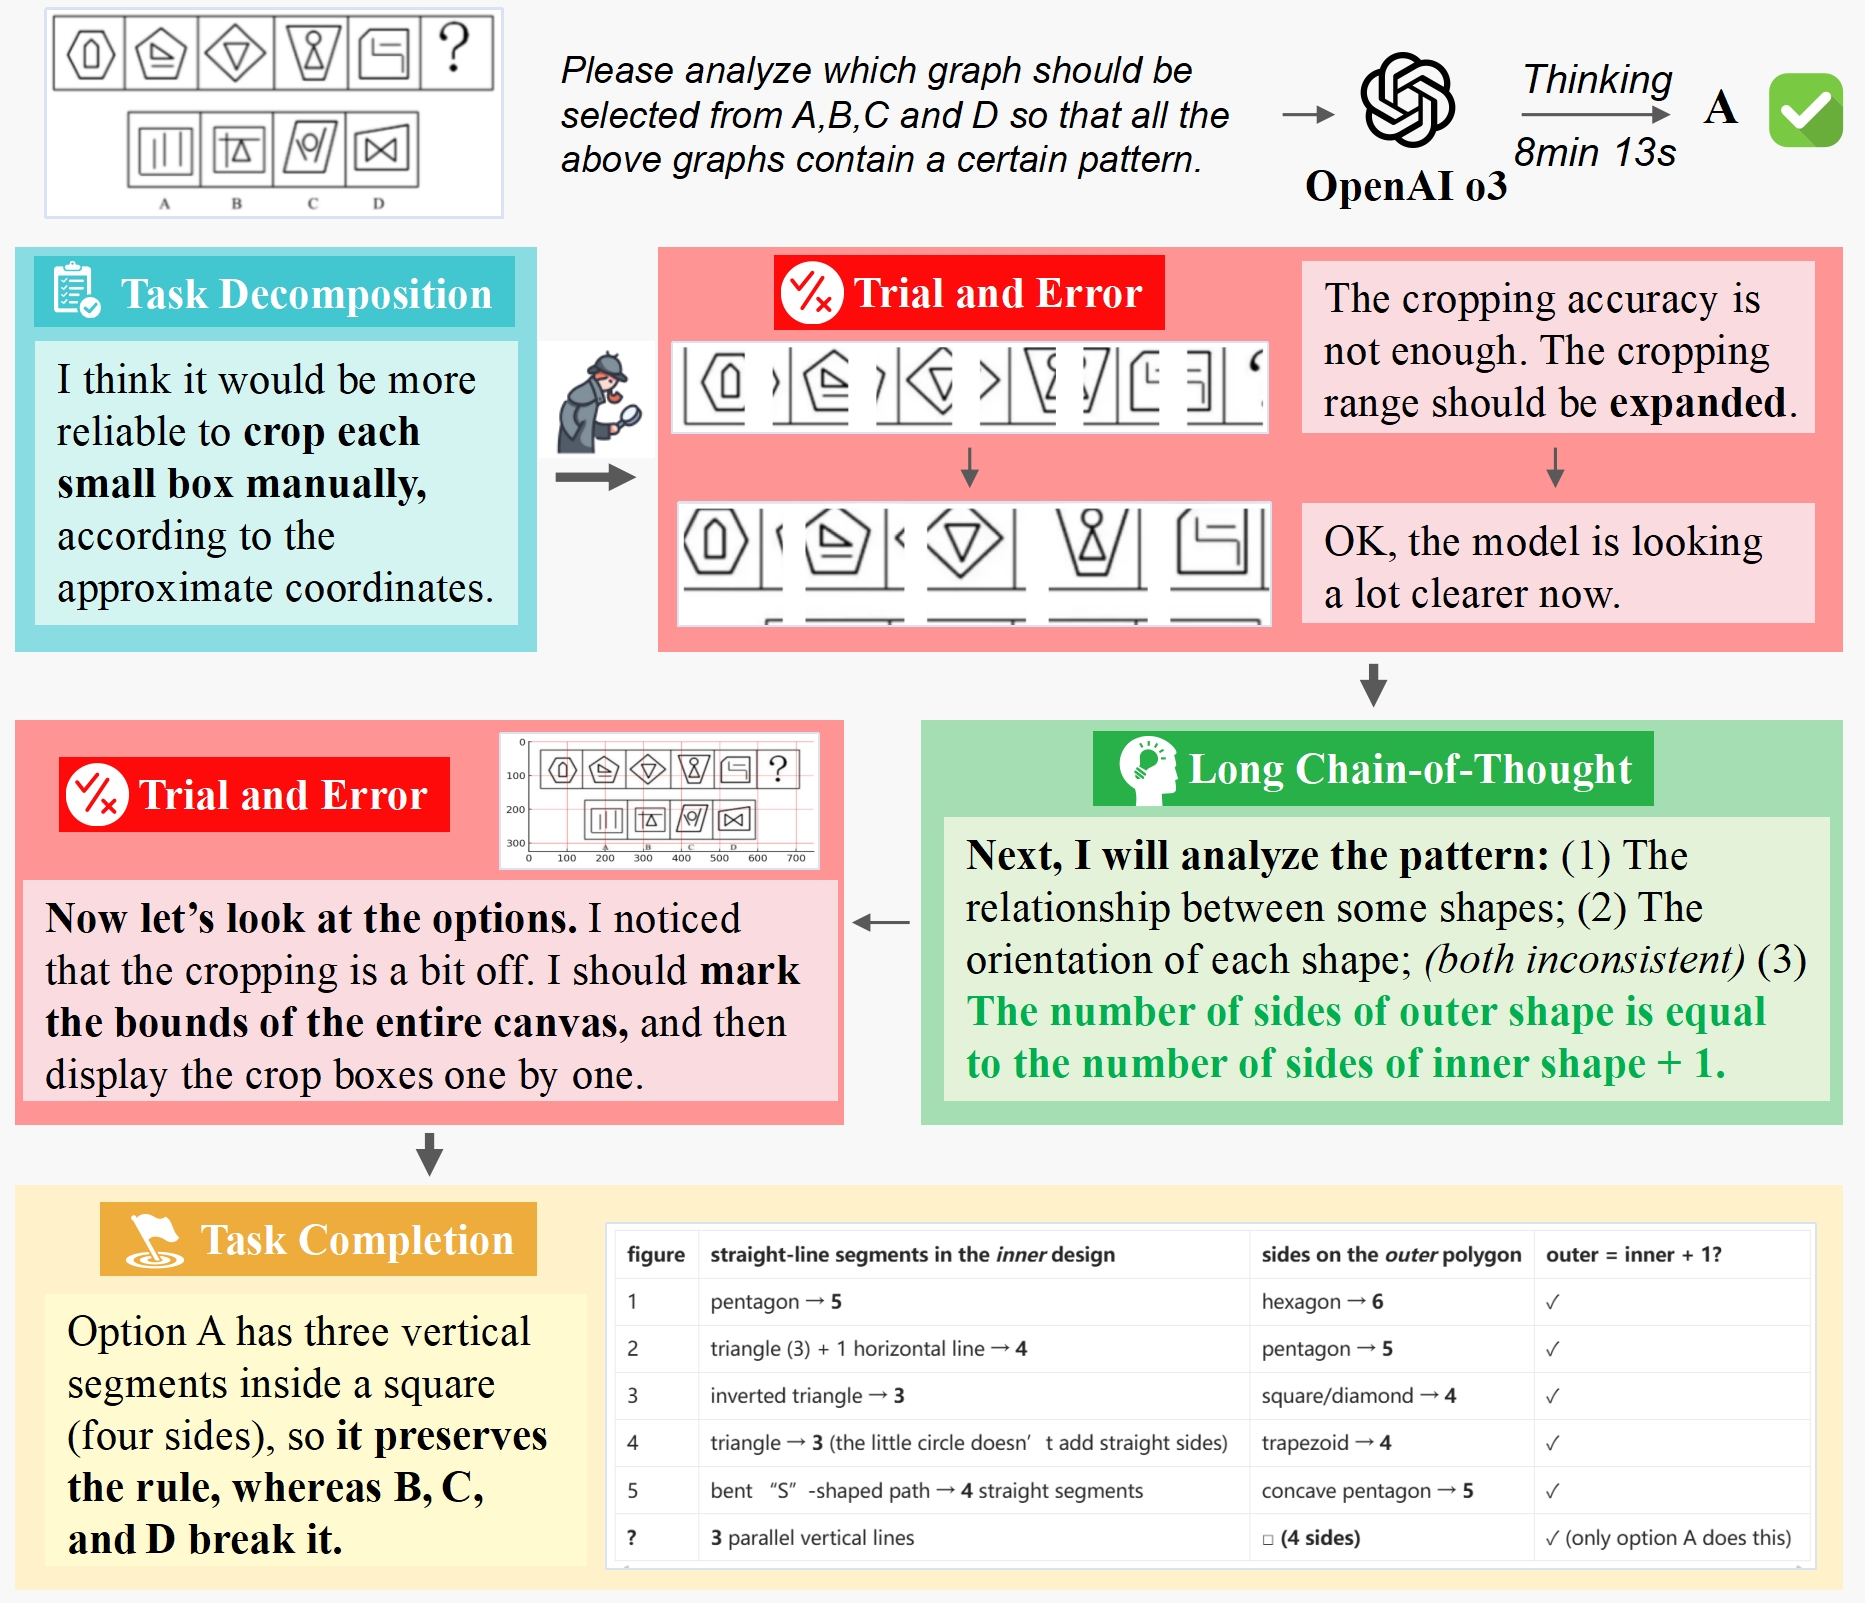 ?
A B C D
Please analyze which graph should be
selected from A,B,C and D so that all the
above graphs contain a certain pattern.
OpenAI o3
Thinking
8min 13s
A
Task Decomposition
I think it would be more
reliable to crop each
small box manually,
according to the
approximate coordinates.
Trial and Error
The cropping accuracy is
not enough. The cropping
range should be expanded.
OK, the model is looking
a lot clearer now.
Long Chain-of-Thought
Next, I will analyze the pattern: (1) The
relationship between some shapes; (2) The
orientation of each shape; (both inconsistent) (3)
The number of sides of outer shape is equal
to the number of sides of inner shape + 1.
Trial and Error
0
100
200
300
0 100 200 300 400 500 600 700
?
A B C D
Now let’s look at the options. I noticed
that the cropping is a bit off. I should mark
the bounds of the entire canvas, and then
display the crop boxes one by one.
Task Completion
Option A has three vertical
segments inside a square
(four sides), so it preserves
the rule, whereas B, C,
and D break it.
figure straight-line segments in the inner design sides on the outer polygon outer = inner + 1?
1 pentagon → 5 hexagon → 6 ✓
2 triangle (3) + 1 horizontal line → 4 pentagon → 5 ✓
3 inverted triangle → 3 square/diamond → 4 ✓
4 triangle → 3 (the little circle doesn’t add straight sides) trapezoid → 4 ✓
5 bent “S”-shaped path → 4 straight segments concave pentagon → 5 ✓
? 3 parallel vertical lines □ (4 sides) ✓ (only option A does this)